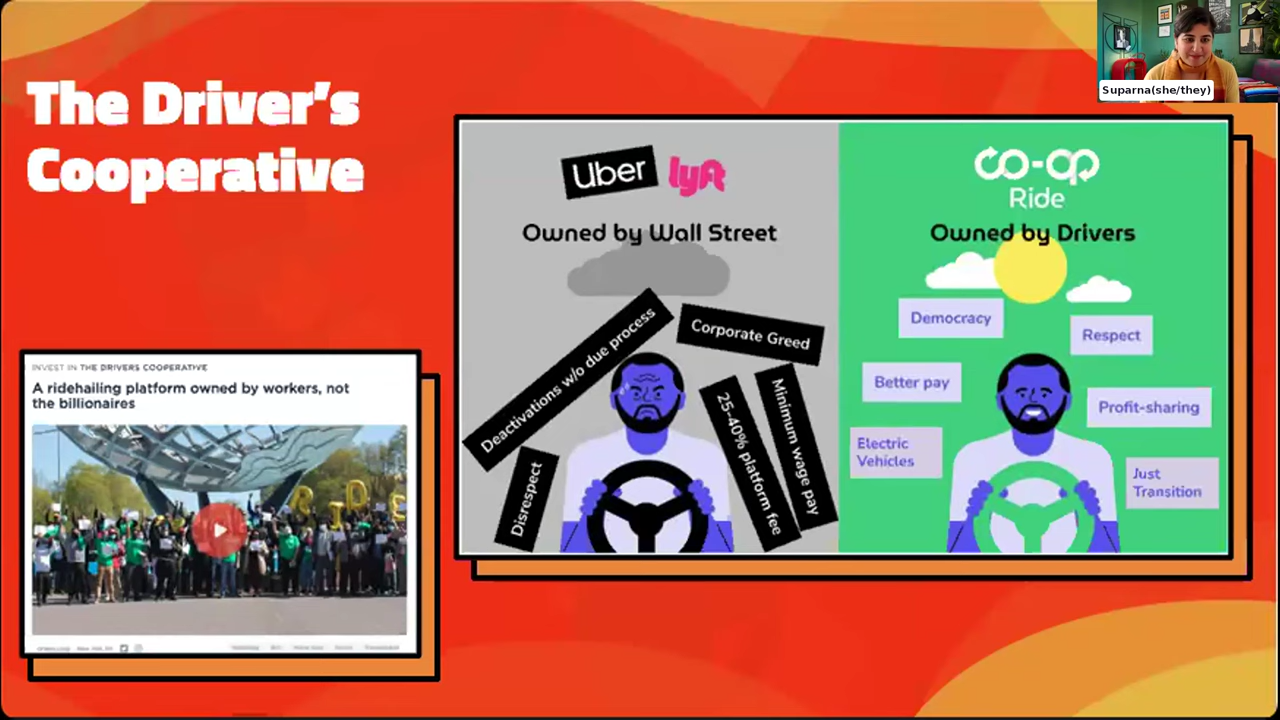 Suparna(she/they)
The Driver's
Cooperative
INVEST IN THE DRIVERS COOPERATIVE
A ridehailing platform owned by workers, not
the billionaires
RIDE
Uber lyft
Owned by Wall Street
Deactivations w/o due process
Corporate Greed
Disrespect
25-40% platform fee
Minimum wage pay
co-op
Ride
Owned by Drivers
Democracy
Respect
Better pay
Profit-sharing
Electric
Vehicles
Just
Transition